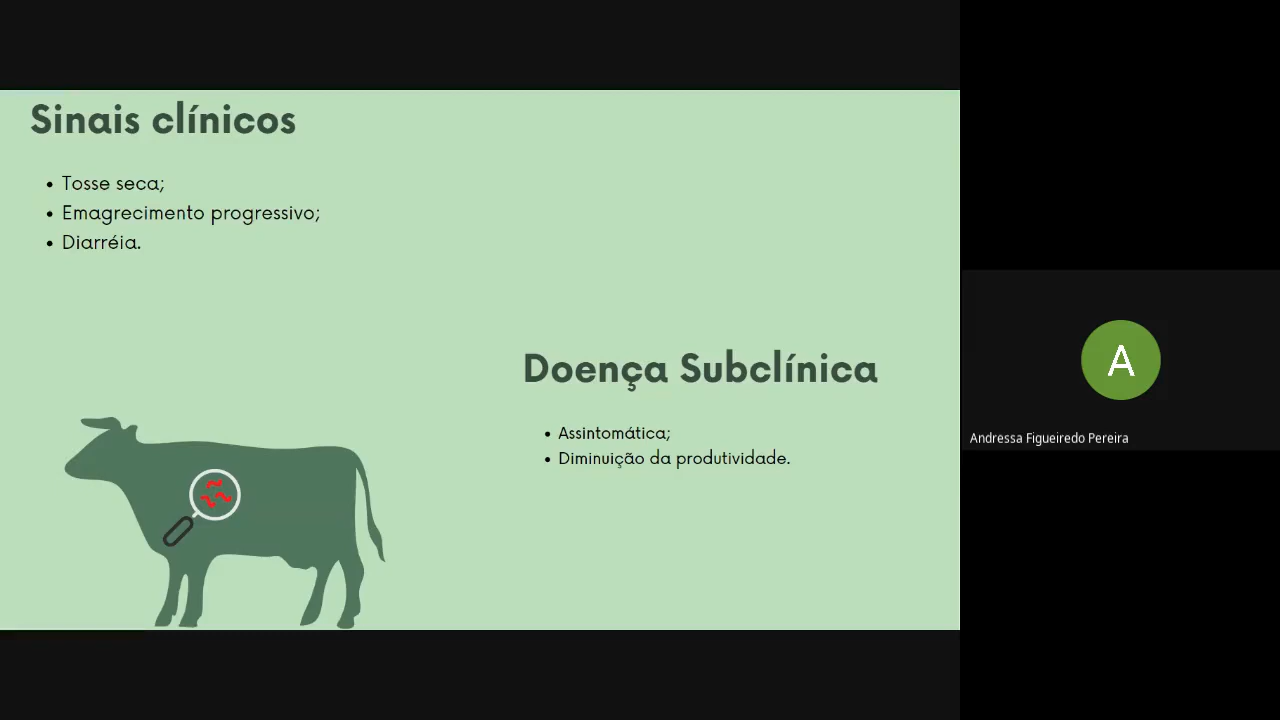 Sinais clínicos
• Tosse seca;
• Emagrecimento progressivo;
• Diarréia.
Doença Subclínica
• Assintomática;
• Diminuição da produtividade.
A
Andressa Figueiredo Pereira